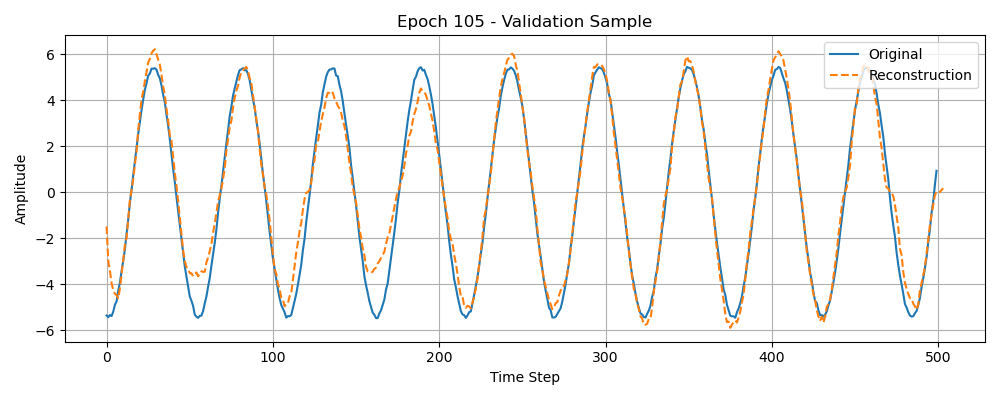 Epoch 105 - Validation Sample
Original
Reconstruction
6
4
2
0
−2
−4
−6
Amplitude
0 100 200 300 400 500
Time Step